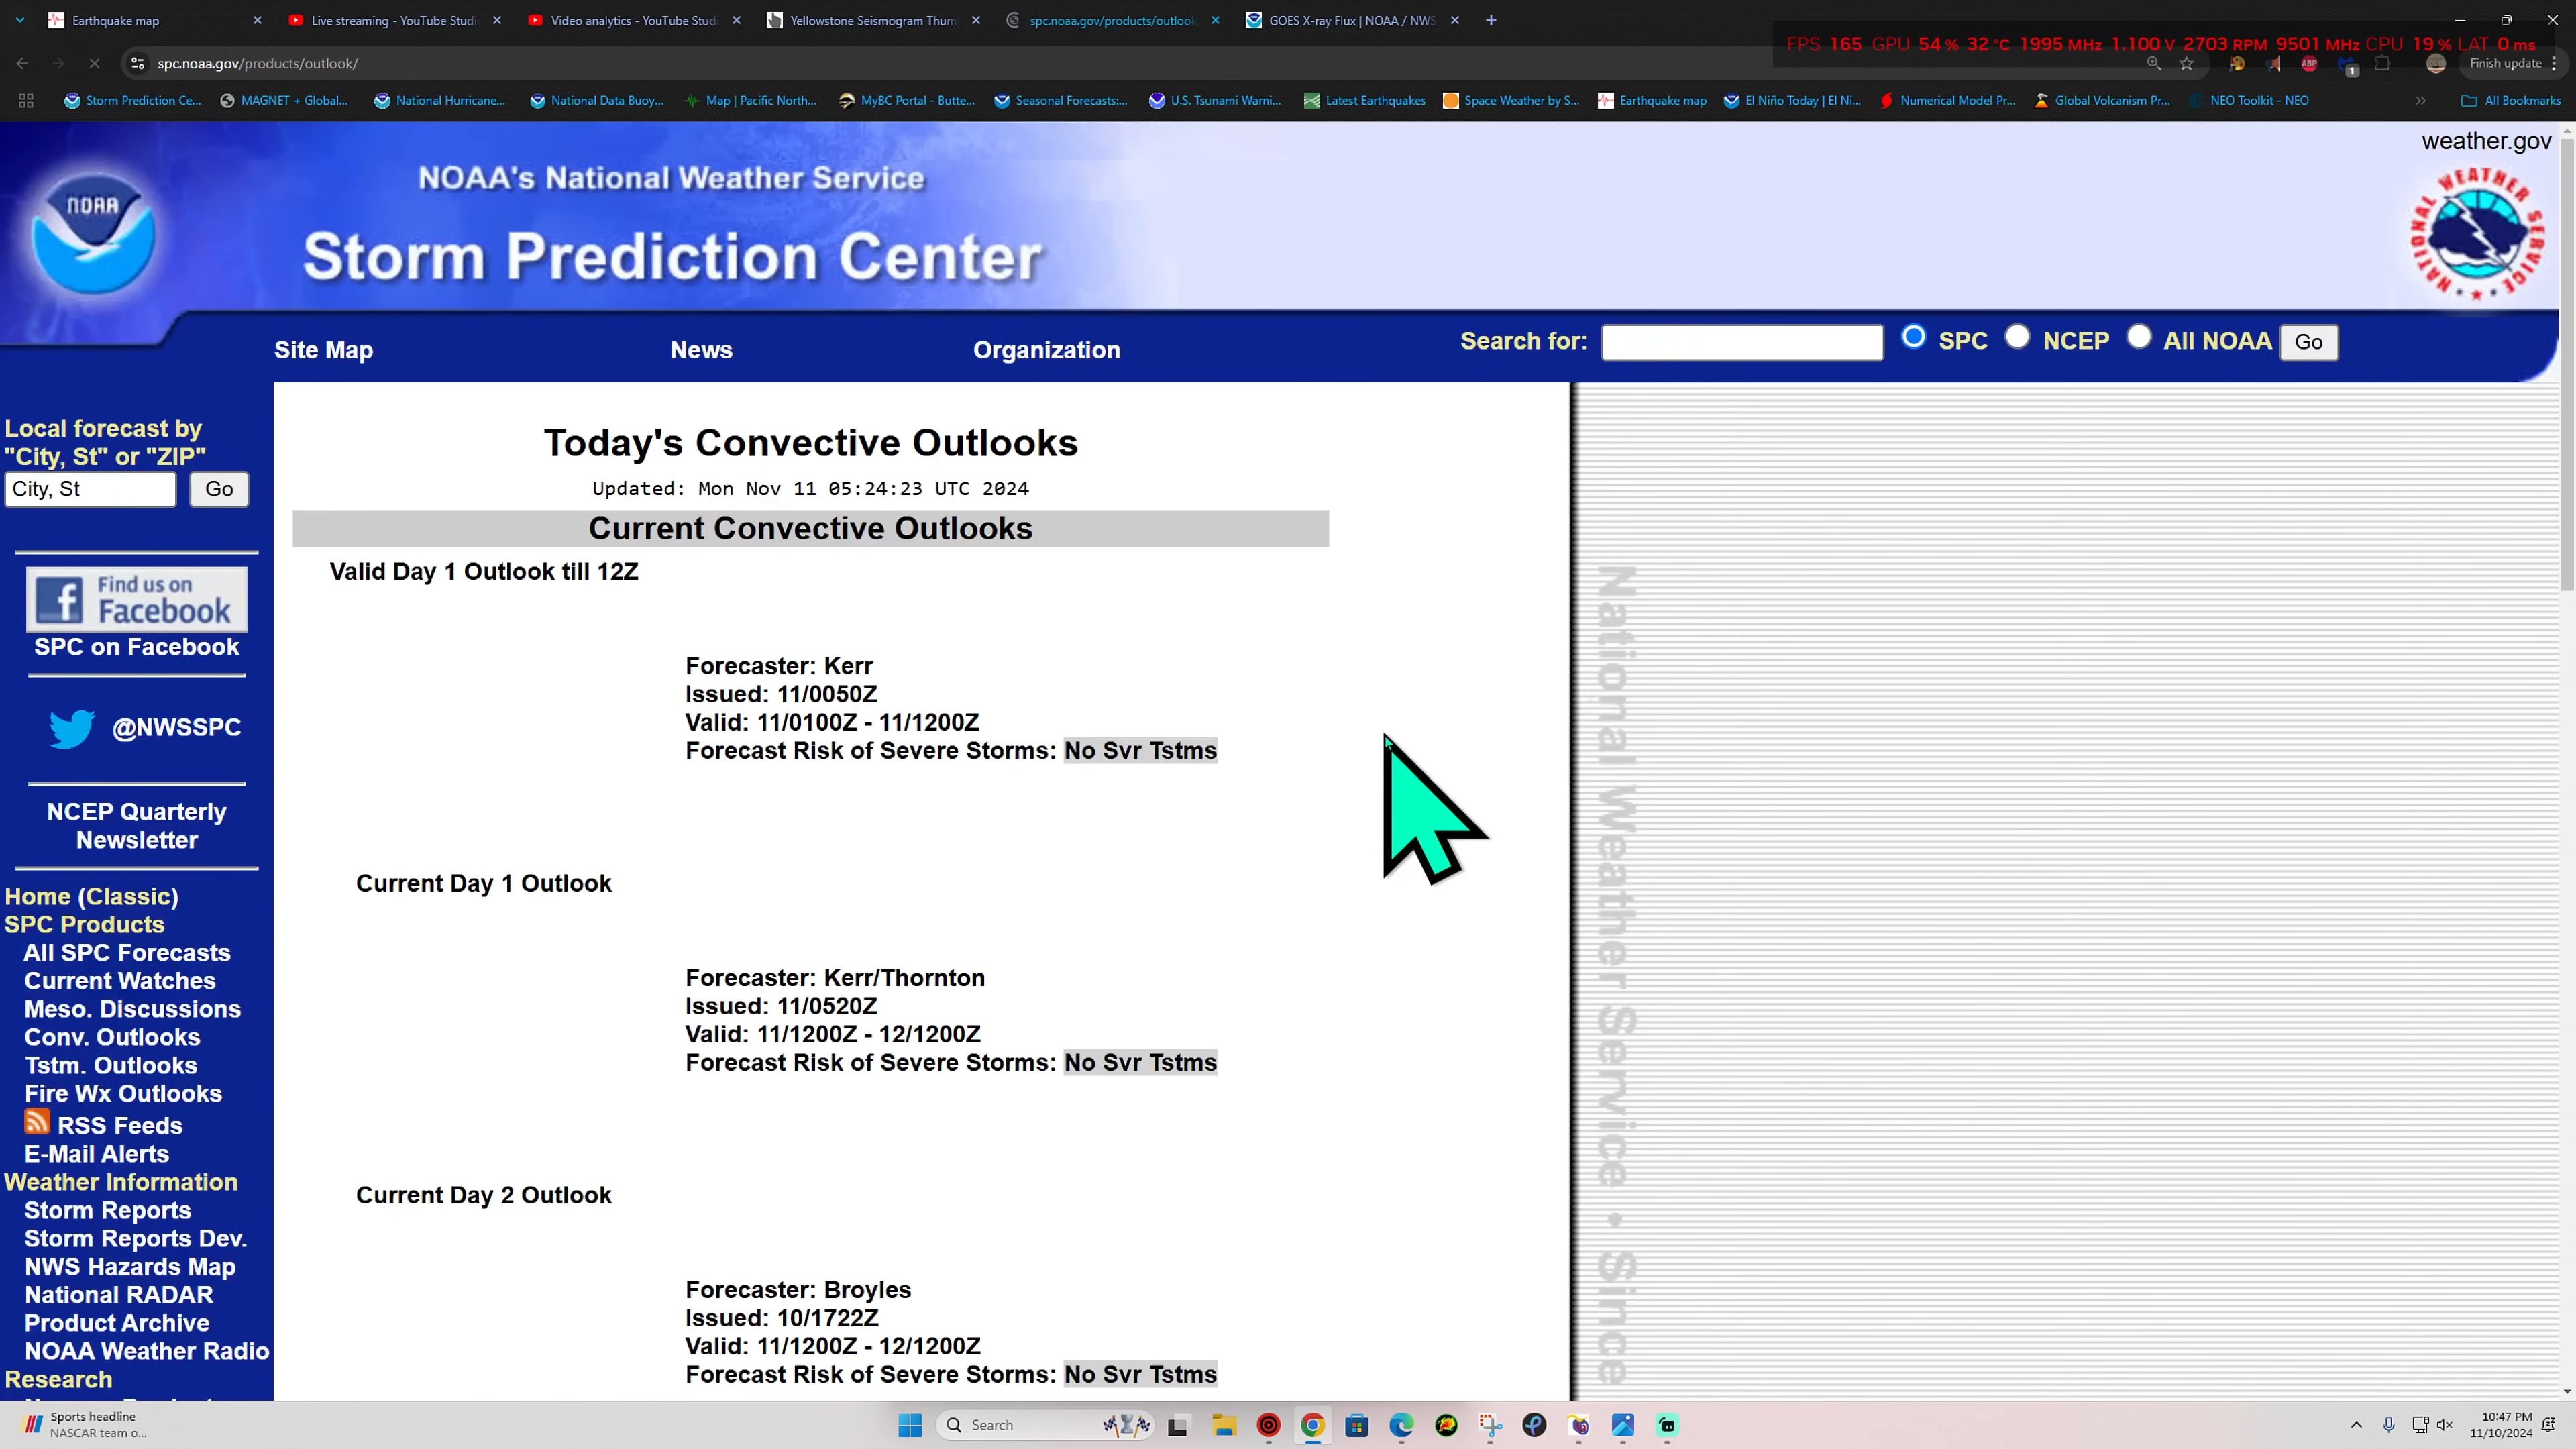 Earthquake map
Live streaming - YouTube Studi
Video analytics - YouTube Studi
Yellowstone Seismogram Thum
spc.noaa.gov/products/outlook
GOES X-ray Flux | NOAA / NWS
FPS 165 GPU 54 % 32 °C 1995 MHz 1.100 V 2703 RPM 9501 MHz CPU 19 % LAT 0 ms
spc.noaa.gov/products/outlook/
ABP
1
Finish update
Storm Prediction Ce...
MAGNET + Global...
National Hurricane...
National Data Buoy...
Map | Pacific North...
MyBC Portal - Butte...
Seasonal Forecasts:...
U.S. Tsunami Warni...
Latest Earthquakes
Space Weather by S...
Earthquake map
El Niño Today | El Ni...
Numerical Model Pr...
Global Volcanism Pr...
NEO Toolkit - NEO
All Bookmarks
weather.gov
NOAA
NOAA's National Weather Service
Storm Prediction Center
NATIONAL WEATHER SERVICE
Site Map
News
Organization
Search for:
SPC
NCEP
All NOAA
Go
Local forecast by
"City, St" or "ZIP"
City, St
Go
Find us on
Facebook
SPC on Facebook
@NWSSPC
NCEP Quarterly
Newsletter
Home (Classic)
SPC Products
All SPC Forecasts
Current Watches
Meso. Discussions
Conv. Outlooks
Tstm. Outlooks
Fire Wx Outlooks
RSS Feeds
E-Mail Alerts
Weather Information
Storm Reports
Storm Reports Dev.
NWS Hazards Map
National RADAR
Product Archive
NOAA Weather Radio
Research
Today's Convective Outlooks
Updated: Mon Nov 11 05:24:23 UTC 2024
Current Convective Outlooks
Valid Day 1 Outlook till 12Z
Forecaster: Kerr
Issued: 11/0050Z
Valid: 11/0100Z - 11/1200Z
Forecast Risk of Severe Storms: No Svr Tstms
Current Day 1 Outlook
Forecaster: Kerr/Thornton
Issued: 11/0520Z
Valid: 11/1200Z - 12/1200Z
Forecast Risk of Severe Storms: No Svr Tstms
Current Day 2 Outlook
Forecaster: Broyles
Issued: 10/1722Z
Valid: 11/1200Z - 12/1200Z
Forecast Risk of Severe Storms: No Svr Tstms
National Weather Service • Since
Sports headline
NASCAR team o...
Search
10:47 PM
11/10/2024